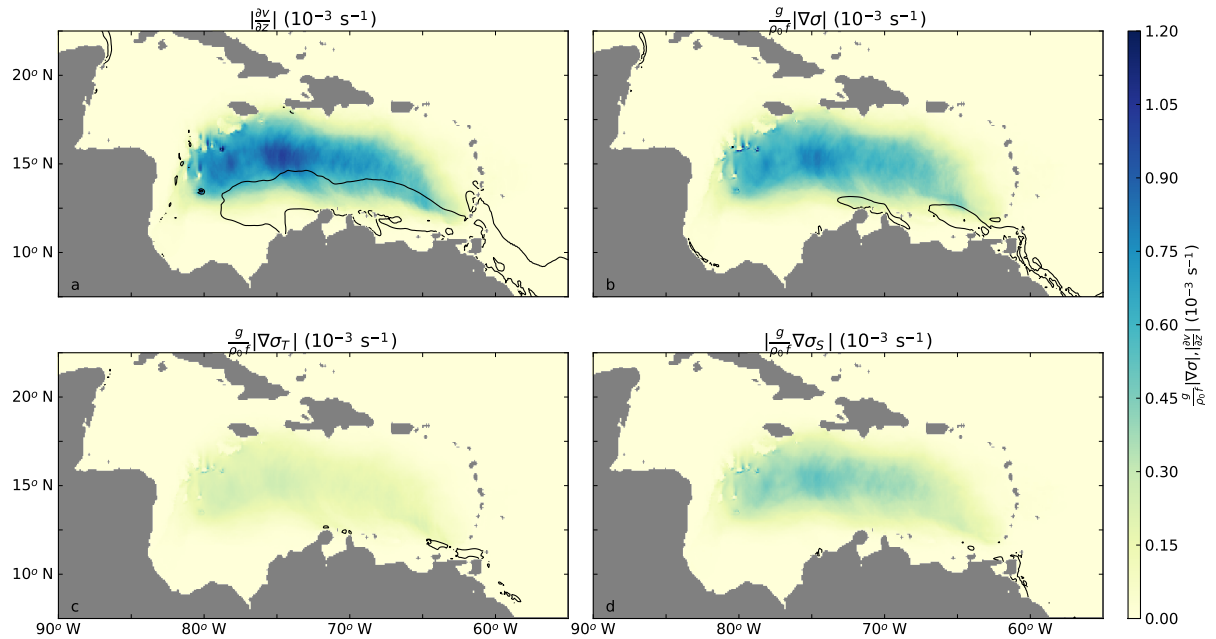 |∂v/∂z| (10⁻³ s⁻¹)
g/ρ₀f |∇σ| (10⁻³ s⁻¹)
20° N
15° N
10° N
a
b
1.20
1.05
0.90
0.75
0.60
0.45
0.30
0.15
0.00
g/ρ₀f |∇σ|, |∂v/∂z| (10⁻³ s⁻¹)
g/ρ₀f |∇σ_T| (10⁻³ s⁻¹)
|g/ρ₀f ∇σ_S| (10⁻³ s⁻¹)
20° N
15° N
10° N
c
d
90° W 80° W 70° W 60° W 90° W 80° W 70° W 60° W